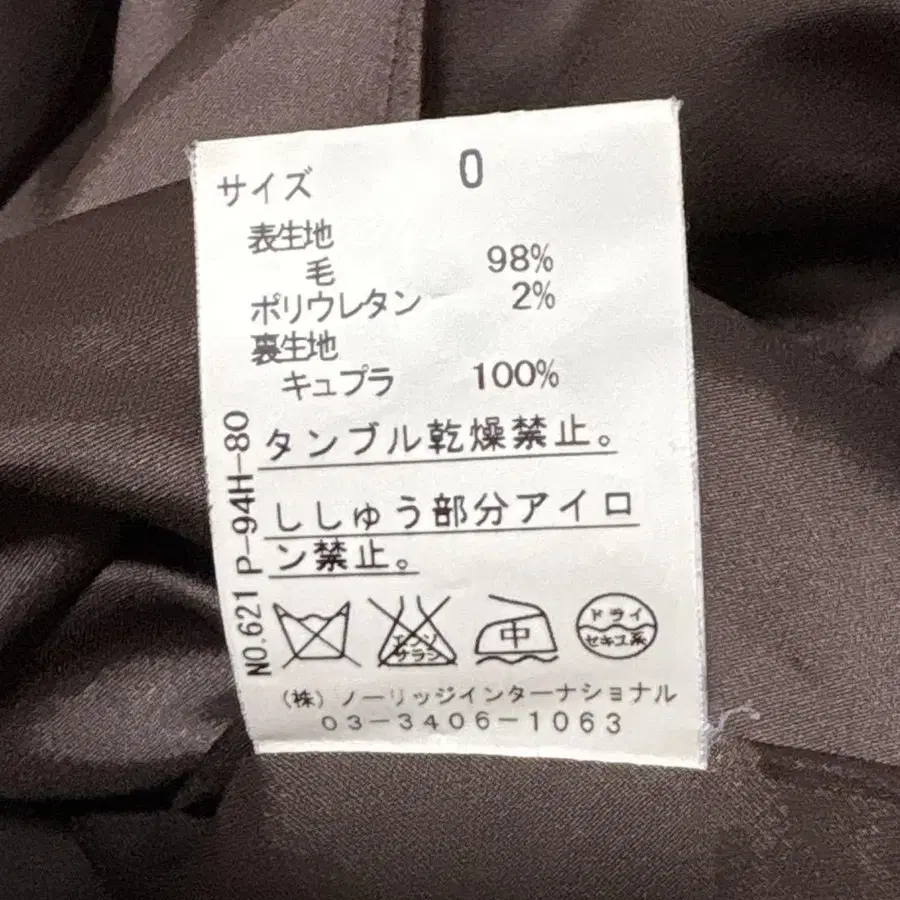 サイズ 0
表生地
毛 98%
ポリウレタン 2%
裏生地
キュプラ 100%
タンブル乾燥禁止。
ししゅう部分アイロ
ン禁止。
NO.621 P-94H-80
エンソ
サラシ
中
ドライ
セキユ系
(株)ノーリッジインターナショナル
03-3406-1063